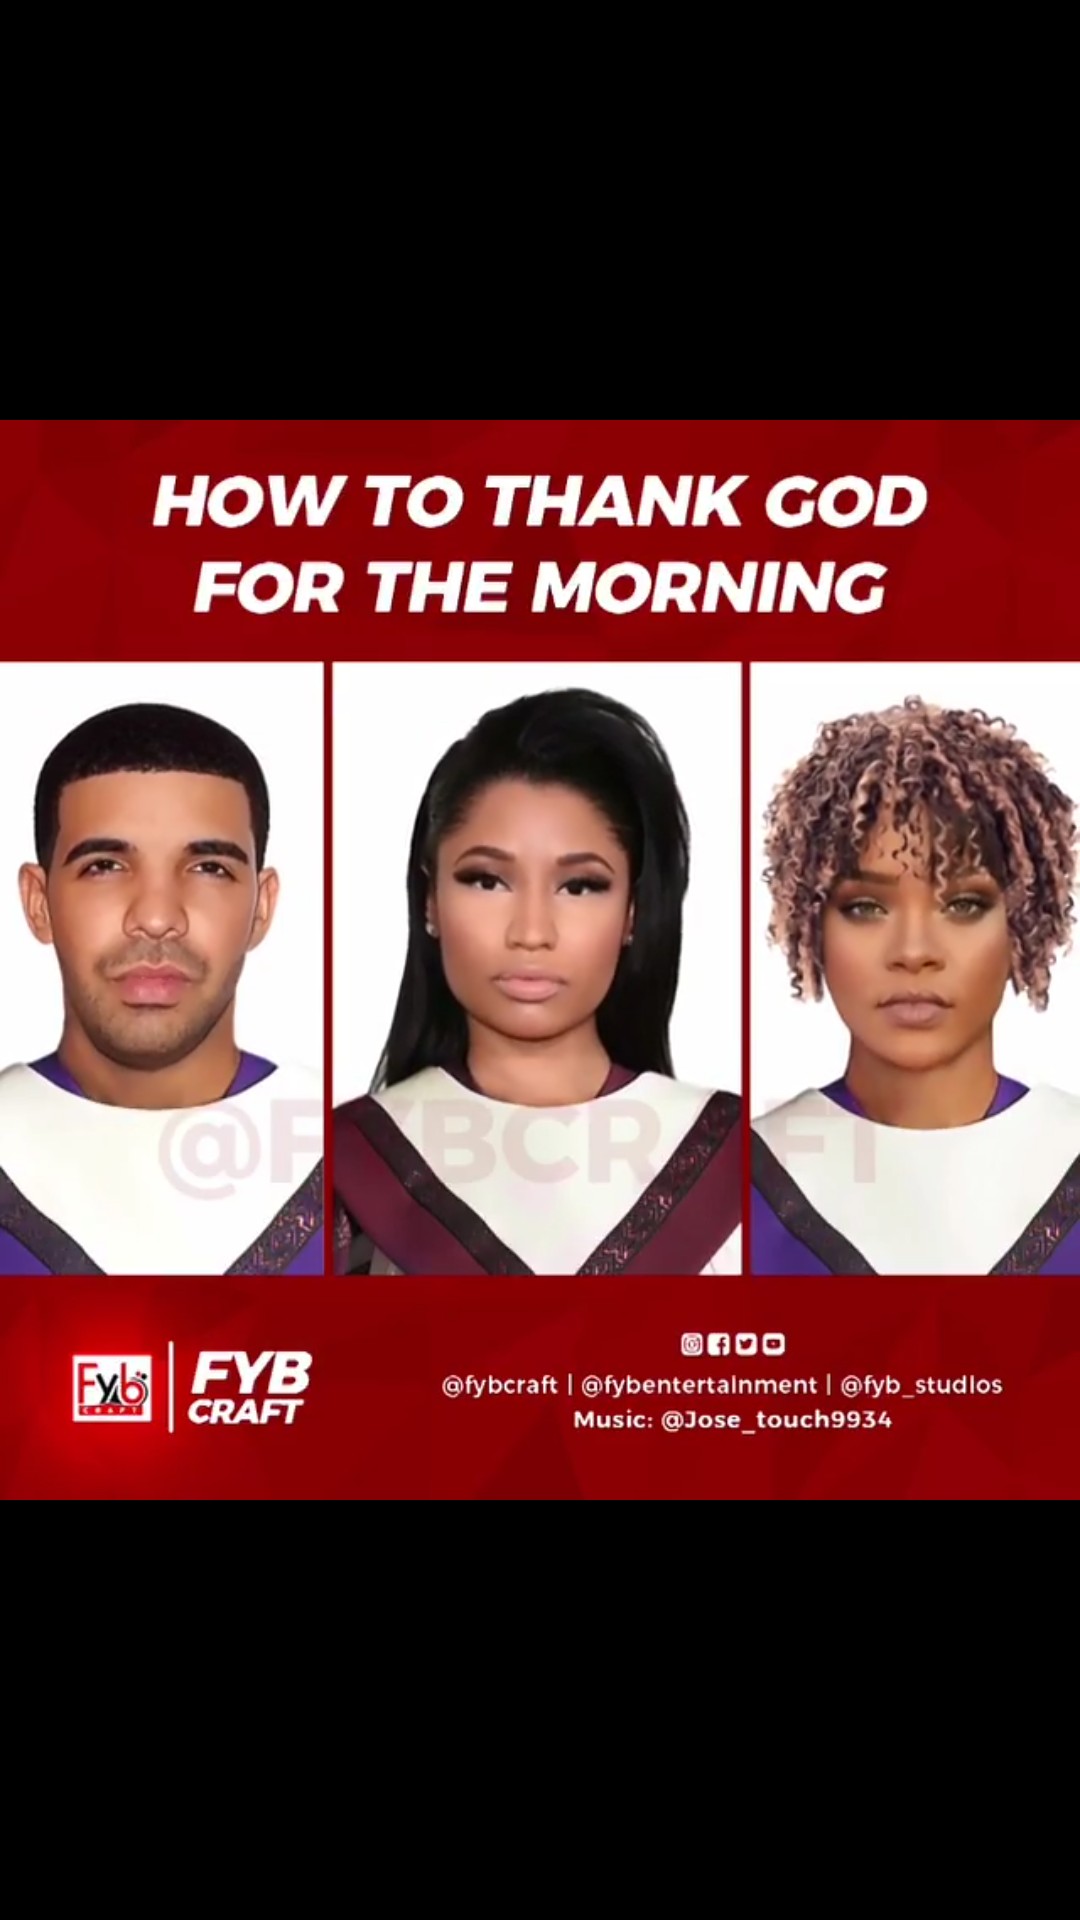 HOW TO THANK GOD
FOR THE MORNING
@FYBCRAFT
Fyb
CRAFT
FYB
CRAFT
@fybcraft | @fybentertaInment | @fyb_studIos
Music: @Jose_touch9934